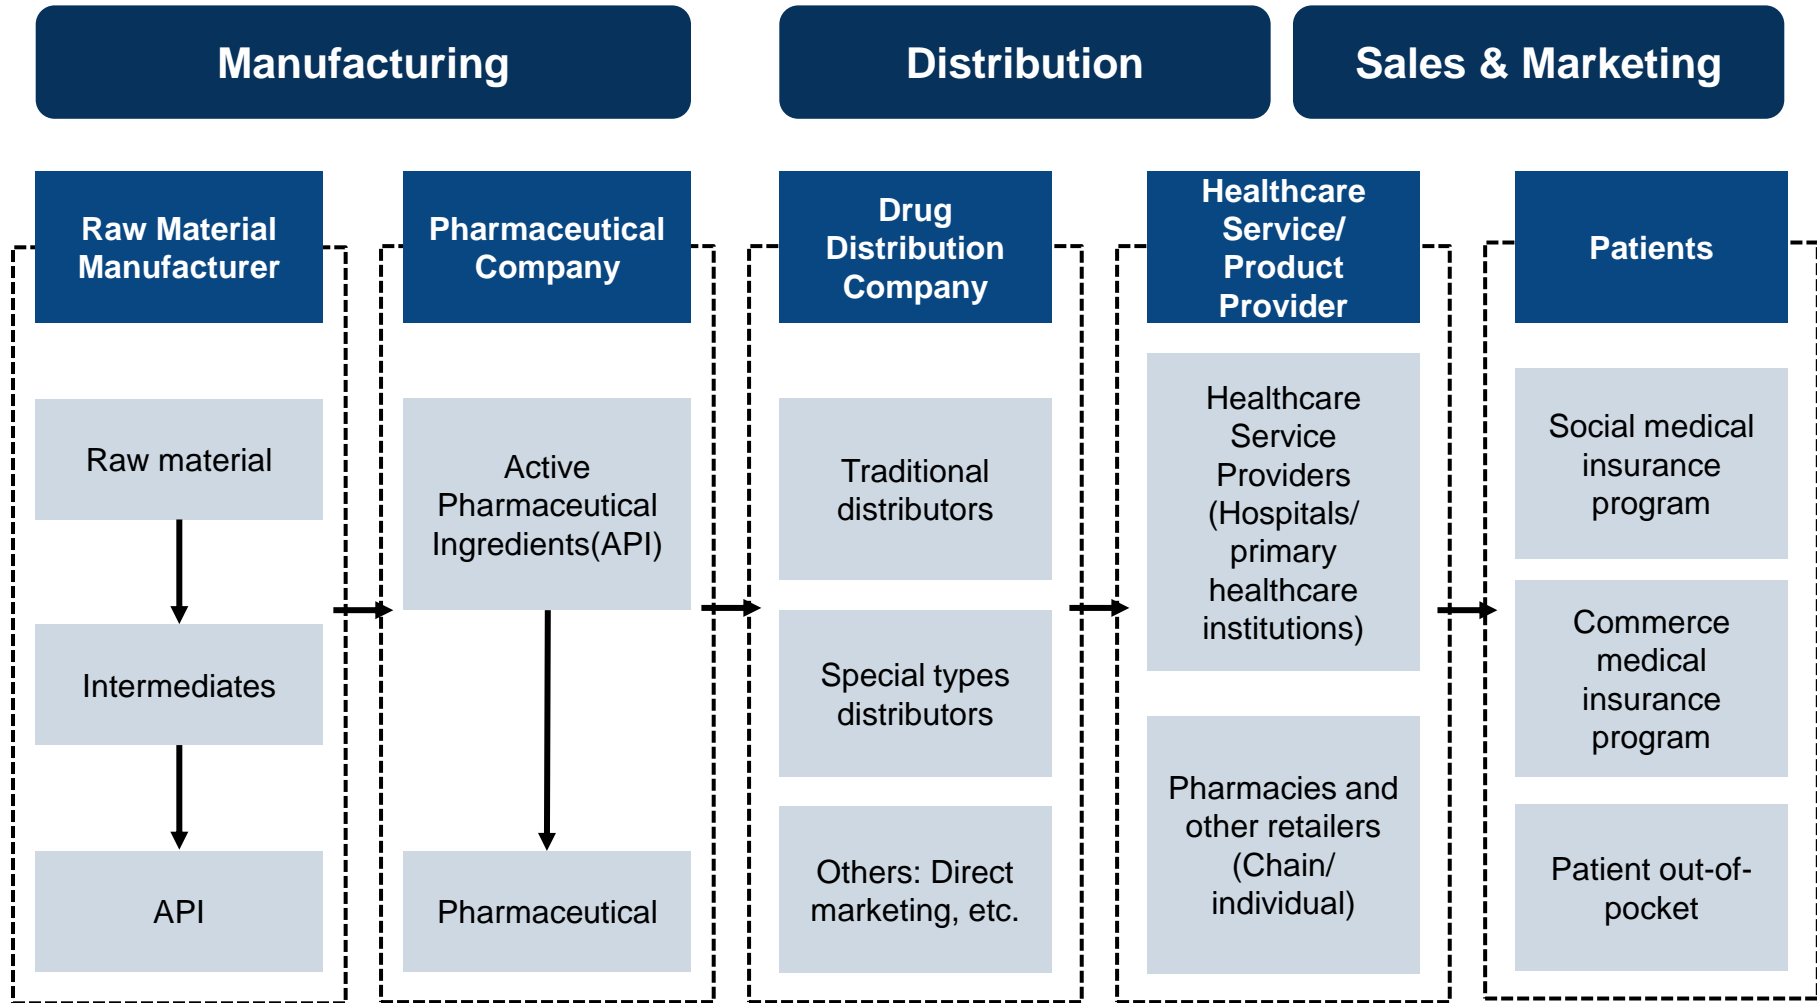 Manufacturing
Distribution
Sales & Marketing
Raw Material
Manufacturer
Pharmaceutical
Company
Drug
Distribution
Company
Healthcare
Service/
Product
Provider
Patients
Raw material
Intermediates
API
Active
Pharmaceutical
Ingredients(API)
Pharmaceutical
Traditional
distributors
Special types
distributors
Others: Direct
marketing, etc.
Healthcare
Service
Providers
(Hospitals/
primary
healthcare
institutions)
Pharmacies and
other retailers
(Chain/
individual)
Social medical
insurance
program
Commerce
medical
insurance
program
Patient out-of-
pocket